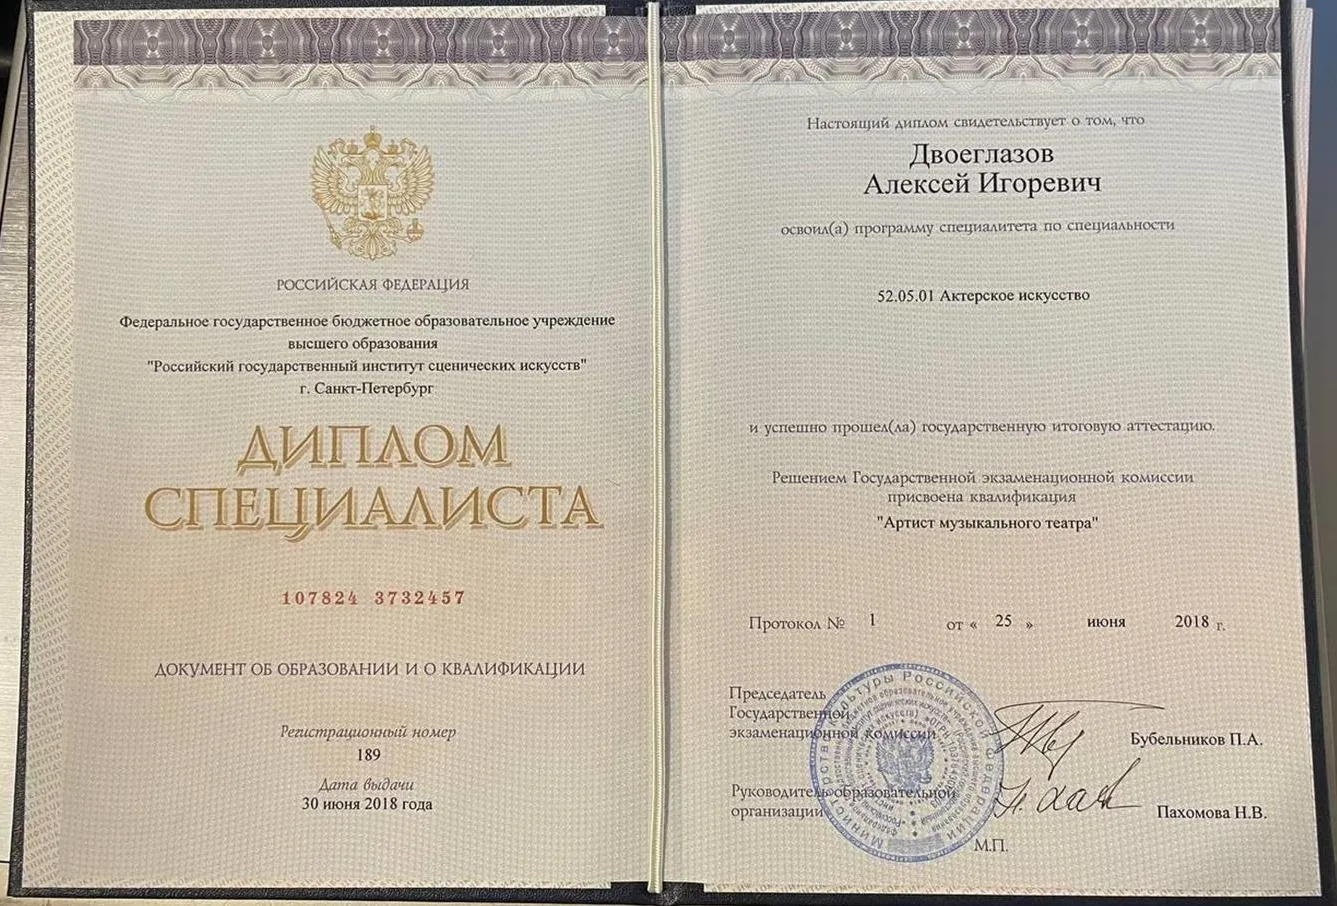 РОССИЙСКАЯ ФЕДЕРАЦИЯ
Федеральное государственное бюджетное образовательное учреждение
высшего образования
"Российский государственный институт сценических искусств"
г. Санкт-Петербург
ДИПЛОМ
СПЕЦИАЛИСТА
107824 3732457
ДОКУМЕНТ ОБ ОБРАЗОВАНИИ И О КВАЛИФИКАЦИИ
Регистрационный номер
189
Дата выдачи
30 июня 2018 года
Настоящий диплом свидетельствует о том, что
Двоеглазов
Алексей Игоревич
освоил(а) программу специалитета по специальности
52.05.01 Актерское искусство
и успешно прошел(ла) государственную итоговую аттестацию.
Решением Государственной экзаменационной комиссии
присвоена квалификация
"Артист музыкального театра"
Протокол № 1 от « 25 » июня 2018 г.
Председатель
Государственной
экзаменационной комиссии
Бубельников П.А.
Руководитель образовательной
организации
Пахомова Н.В.
М.П.
Министерство культуры Российской Федерации